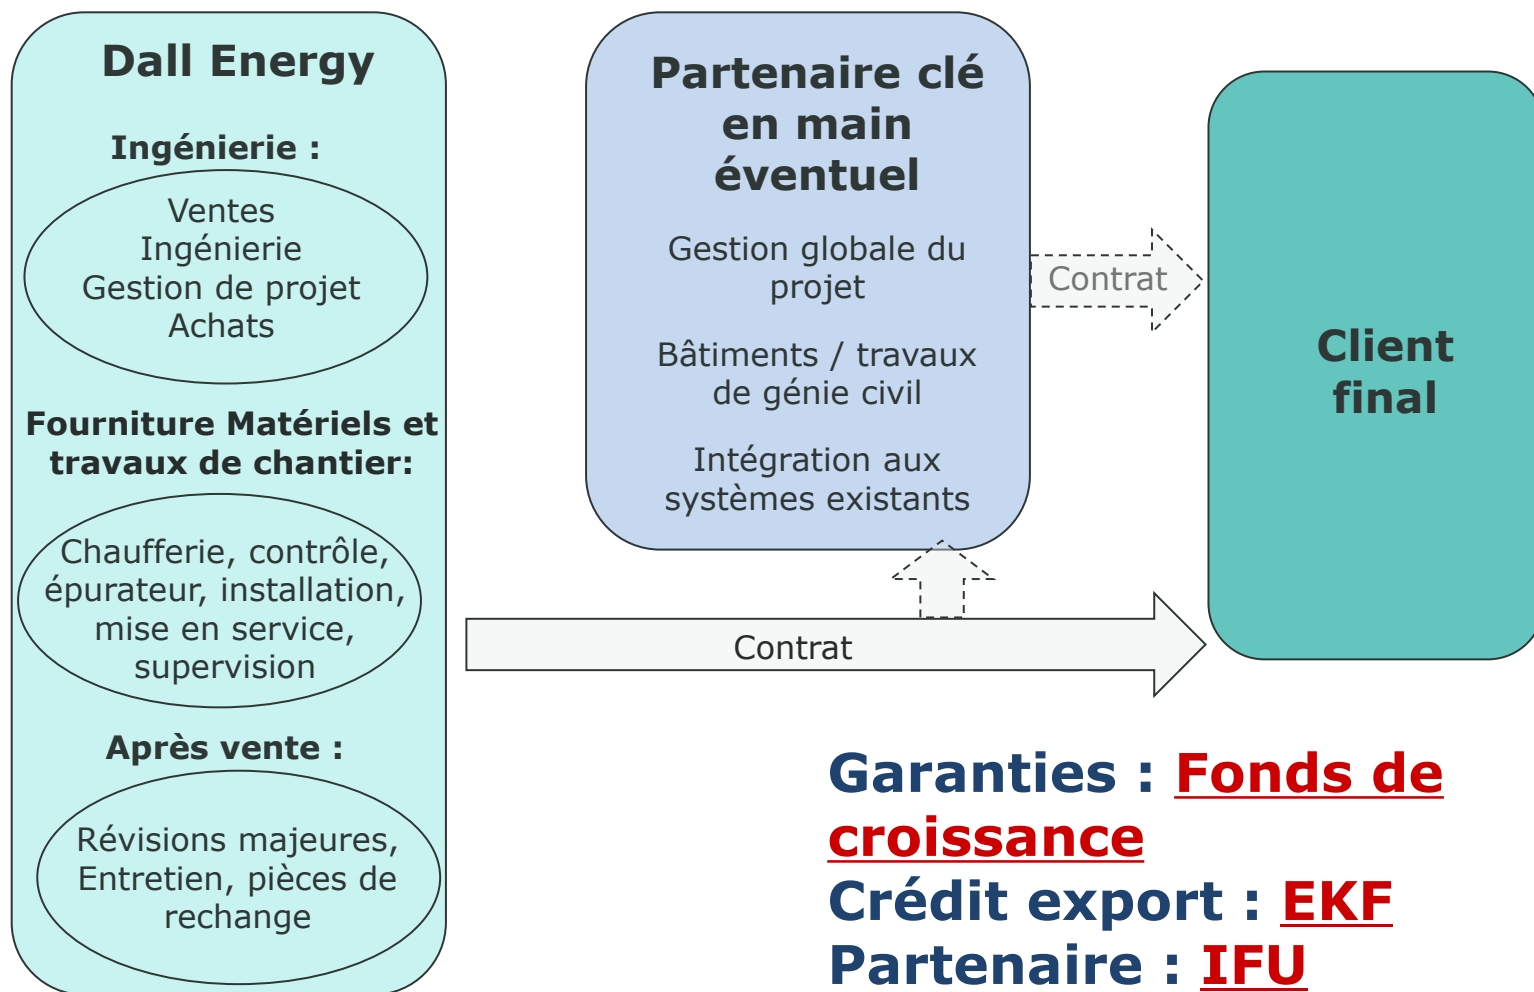 Dall Energy
Ingénierie :
Ventes
Ingénierie
Gestion de projet
Achats
Fourniture Matériels et
travaux de chantier:
Chaufferie, contrôle,
épurateur, installation,
mise en service,
supervision
Après vente :
Révisions majeures,
Entretien, pièces de
rechange
Partenaire clé
en main
éventuel
Gestion globale du
projet
Bâtiments / travaux
de génie civil
Intégration aux
systèmes existants
Contrat
Contrat
Client
final
Garanties : Fonds de
croissance
Crédit export : EKF
Partenaire : IFU